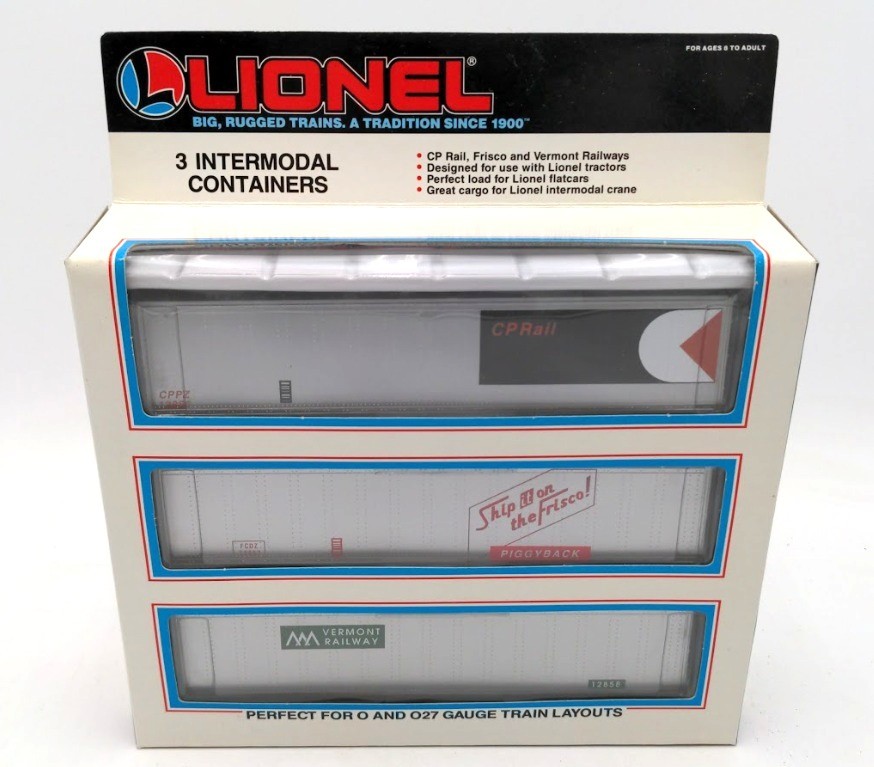 FOR AGES 8 TO ADULT
LIONEL®
BIG, RUGGED TRAINS. A TRADITION SINCE 1900™
3 INTERMODAL
CONTAINERS
• CP Rail, Frisco and Vermont Railways
• Designed for use with Lionel tractors
• Perfect load for Lionel flatcars
• Great cargo for Lionel intermodal crane
CP Rail
CPPZ
Ship it on
the Frisco!
FCDZ
PIGGYBACK
VERMONT
RAILWAY
PERFECT FOR O AND O27 GAUGE TRAIN LAYOUTS